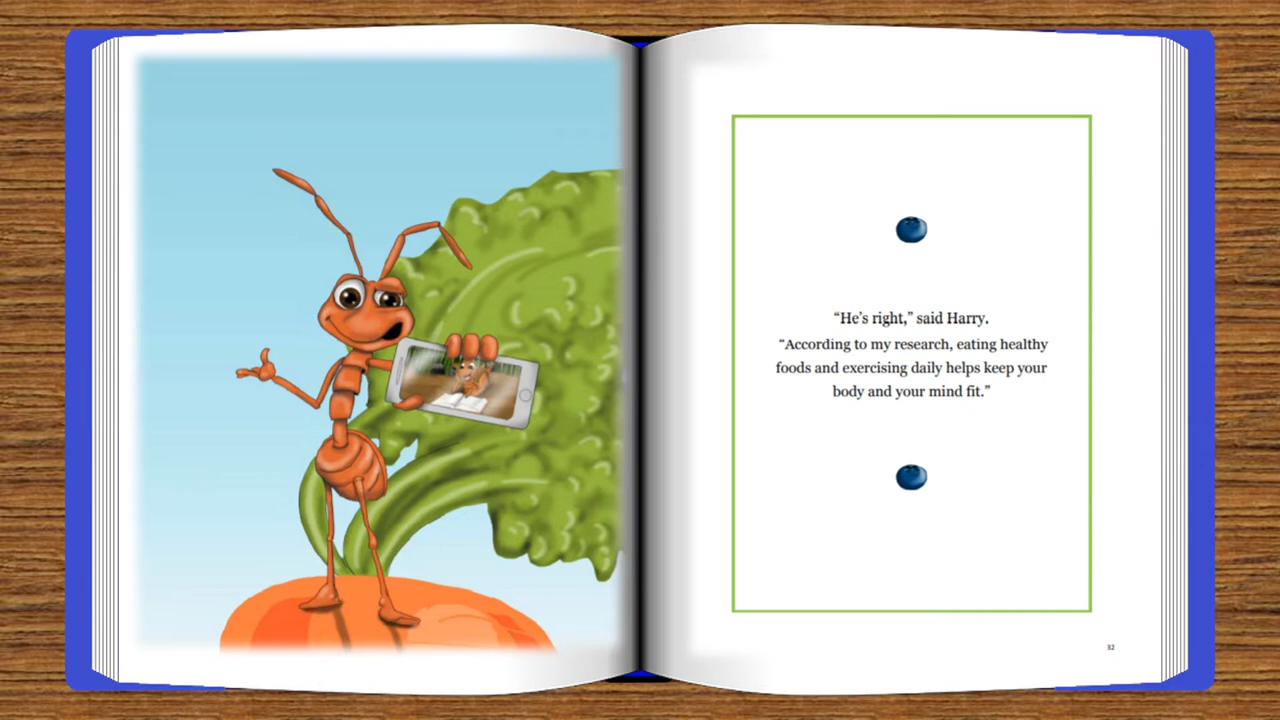 “He’s right,” said Harry.
“According to my research, eating healthy
foods and exercising daily helps keep your
body and your mind fit.”
32